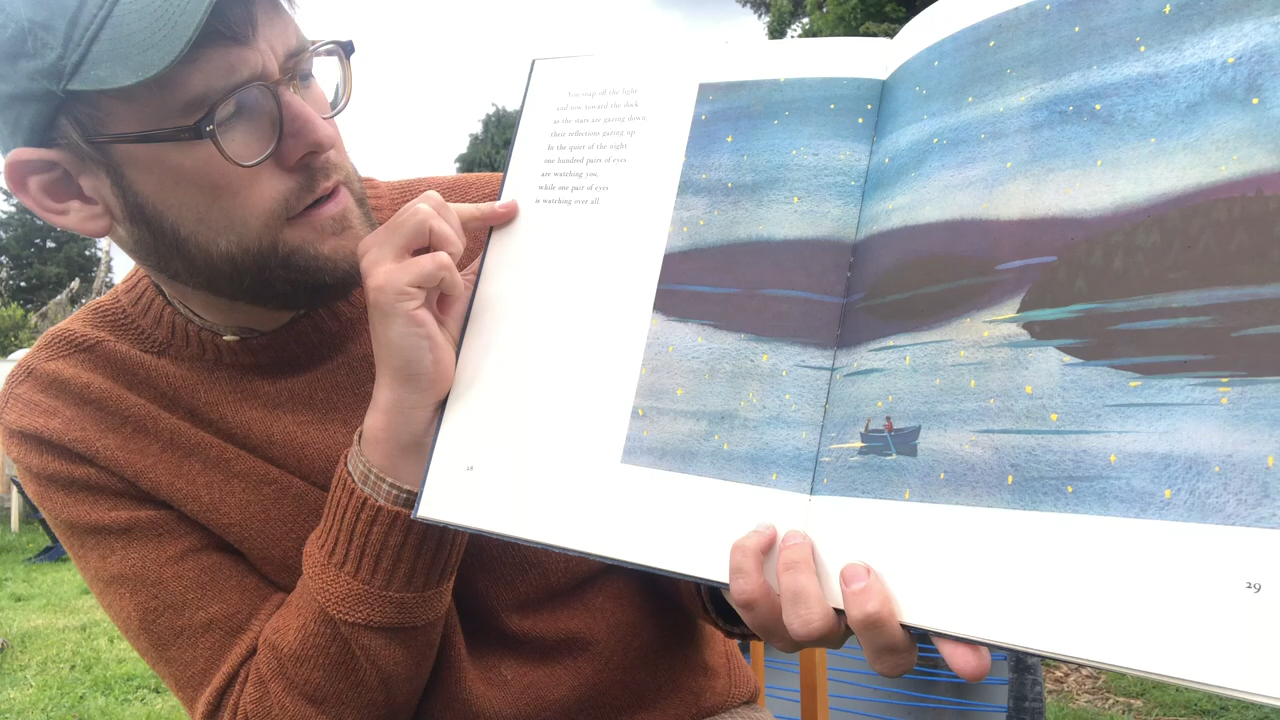 You snap off the light
and row toward the dock
as the stars are gazing down,
their reflections gazing up.
In the quiet of the night
one hundred pairs of eyes
are watching you,
while one pair of eyes
is watching over all.
28
29